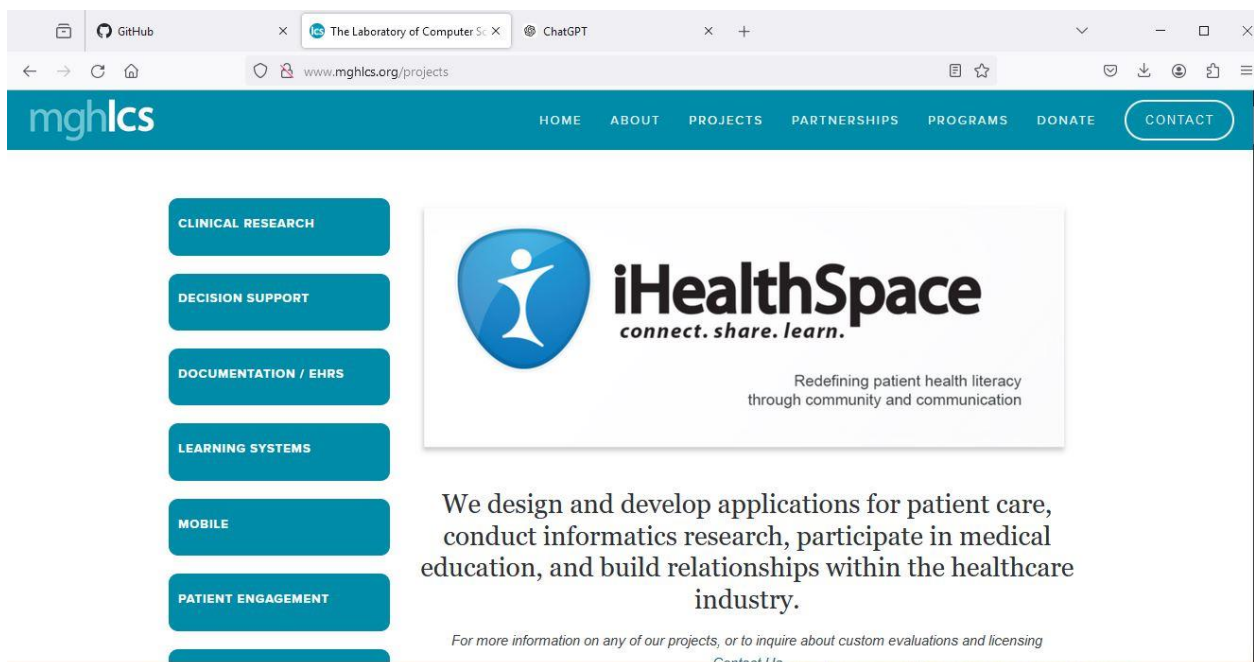 GitHub
The Laboratory of Computer Sc
ChatGPT
www.mghlcs.org/projects
mghlcs
HOME ABOUT PROJECTS PARTNERSHIPS PROGRAMS DONATE CONTACT
CLINICAL RESEARCH
DECISION SUPPORT
DOCUMENTATION / EHRS
LEARNING SYSTEMS
MOBILE
PATIENT ENGAGEMENT
iHealthSpace
connect. share. learn.
Redefining patient health literacy
through community and communication
We design and develop applications for patient care,
conduct informatics research, participate in medical
education, and build relationships within the healthcare
industry.
For more information on any of our projects, or to inquire about custom evaluations and licensing
Contact Us